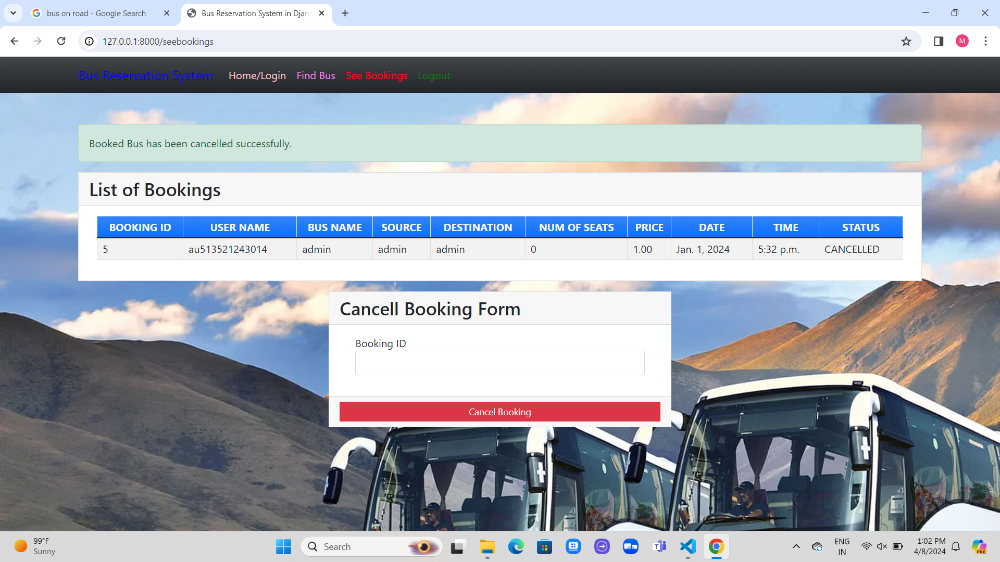 bus on road - Google Search
Bus Reservation System in Djan
127.0.0.1:8000/seebookings
M
Bus Reservation System Home/Login Find Bus See Bookings Logout
Booked Bus has been cancelled successfully.
List of Bookings
BOOKING ID USER NAME BUS NAME SOURCE DESTINATION NUM OF SEATS PRICE DATE TIME STATUS
5 au513521243014 admin admin admin 0 1.00 Jan. 1, 2024 5:32 p.m. CANCELLED
Cancell Booking Form
Booking ID
Cancel Booking
99°F
Sunny
Search
ENG
IN
1:02 PM
4/8/2024
PRE